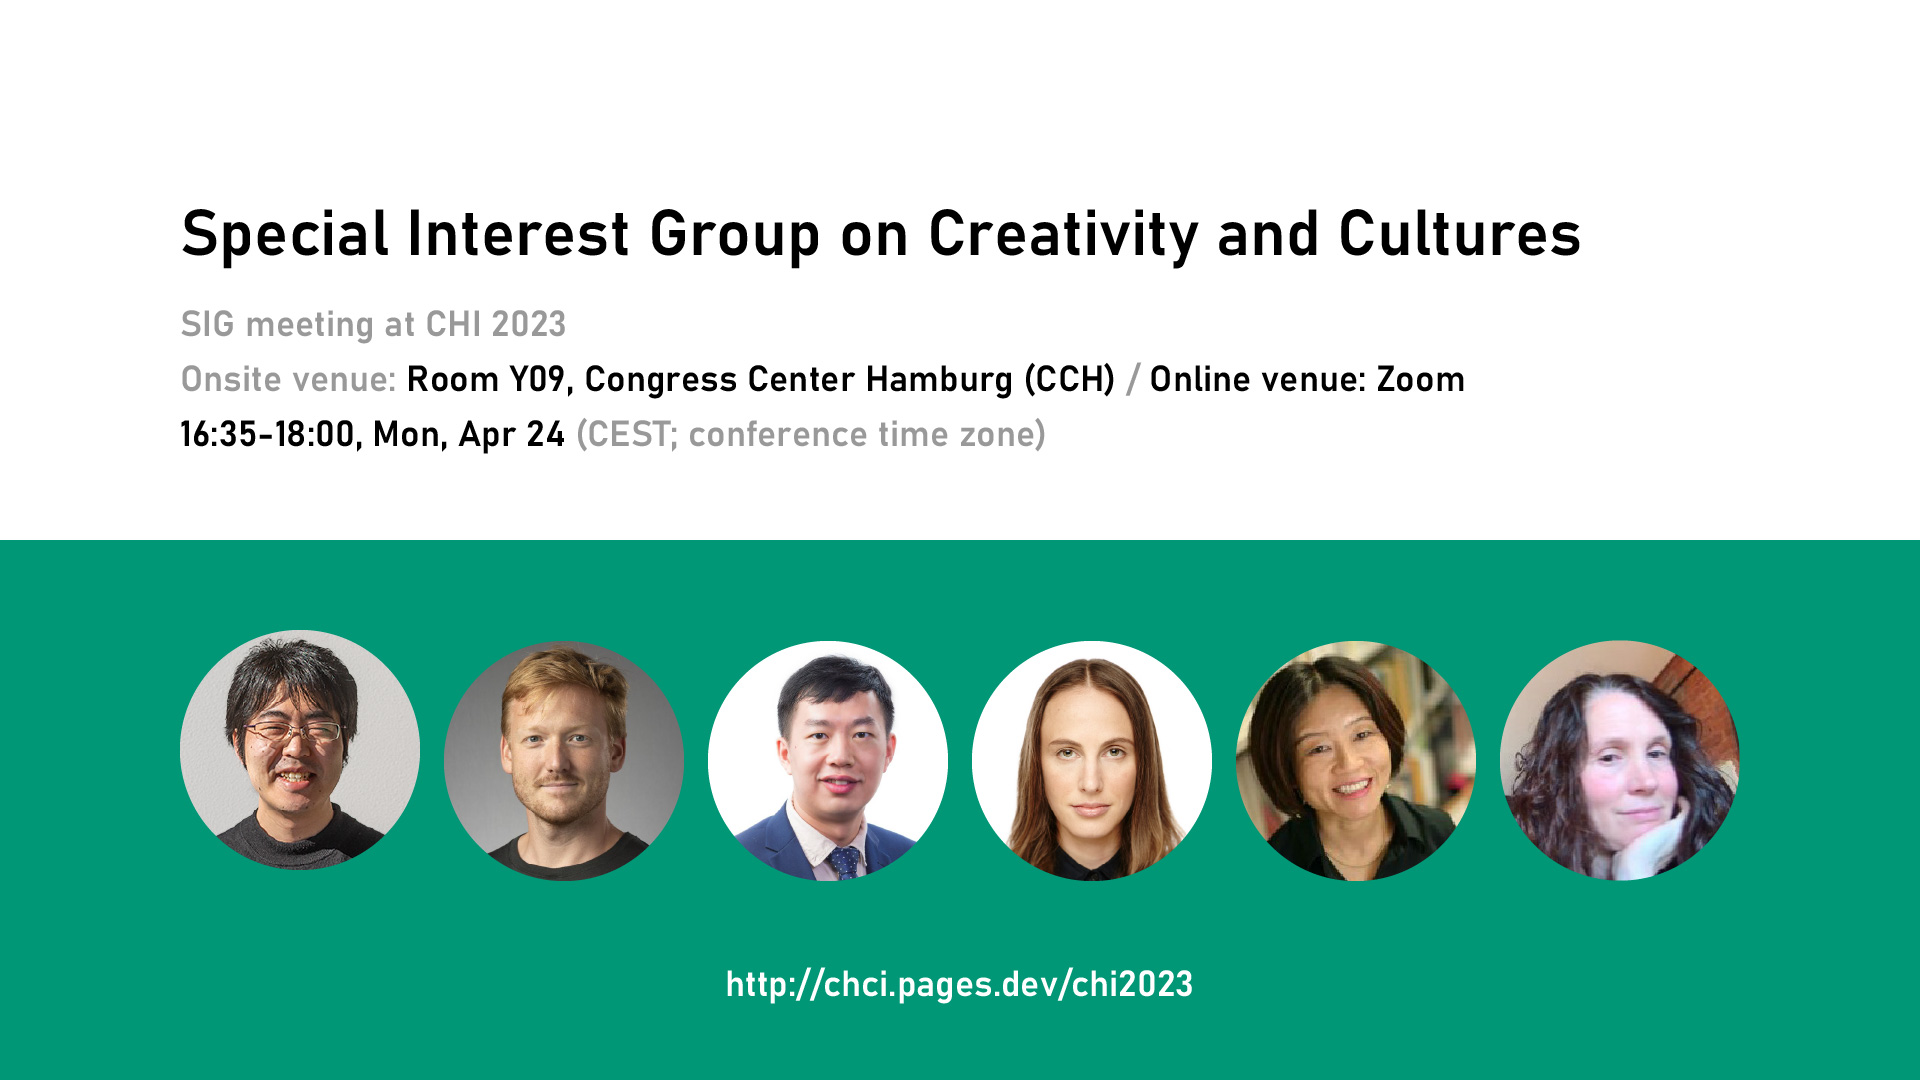 Special Interest Group on Creativity and Cultures
SIG meeting at CHI 2023
Onsite venue: Room Y09, Congress Center Hamburg (CCH) / Online venue: Zoom
16:35-18:00, Mon, Apr 24 (CEST; conference time zone)
http://chci.pages.dev/chi2023